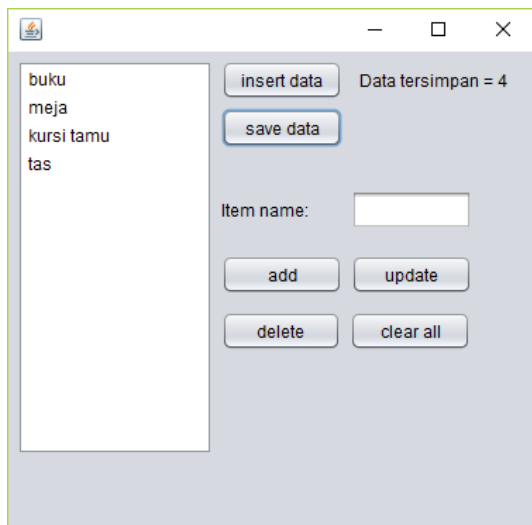 buku
meja
kursi tamu
tas
insert data
Data tersimpan = 4
save data
Item name:
add
update
delete
clear all